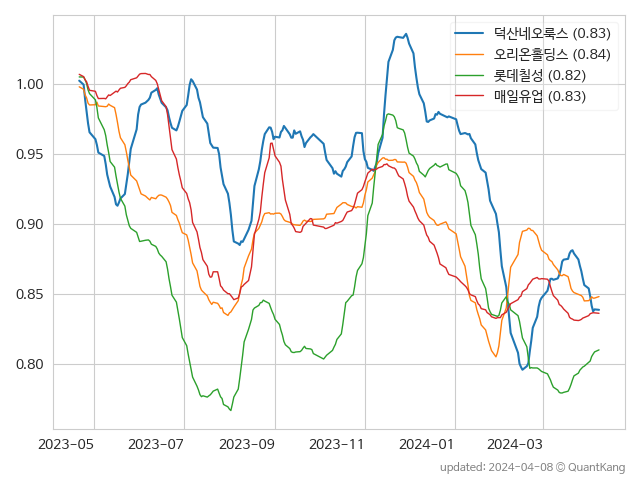 덕산네오룩스 (0.83)
오리온홀딩스 (0.84)
롯데칠성 (0.82)
매일유업 (0.83)
1.00
0.95
0.90
0.85
0.80
2023-05 2023-07 2023-09 2023-11 2024-01 2024-03
updated: 2024-04-08 © QuantKang